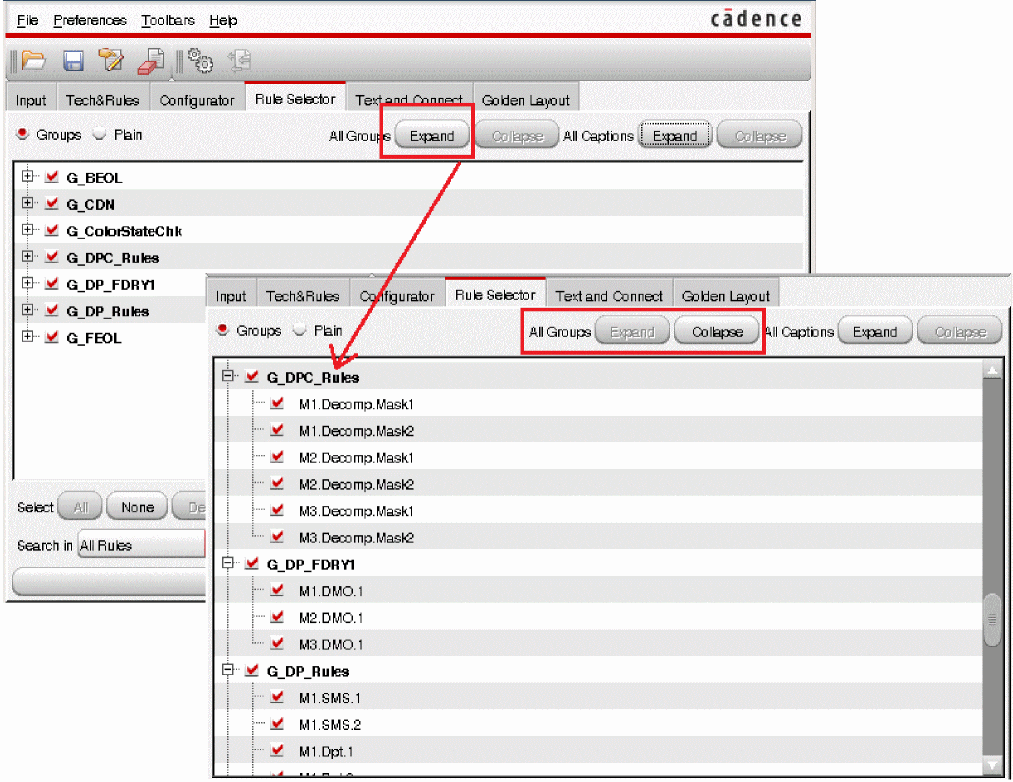 File Preferences Toolbars Help cādence
Input Tech&Rules Configurator Rule Selector Text and Connect Golden Layout
Groups Plain All Groups Expand Collapse All Captions Expand Collapse
G_BEOL
G_CDN
G_ColorStateChk
G_DPC_Rules
G_DP_FDRY1
G_DP_Rules
G_FEOL
Select All None De
Search in All Rules
Input Tech&Rules Configurator Rule Selector Text and Connect Golden Layout
Groups Plain All Groups Expand Collapse All Captions Expand Collapse
G_DPC_Rules
M1.Decomp.Mask1
M1.Decomp.Mask2
M2.Decomp.Mask1
M2.Decomp.Mask2
M3.Decomp.Mask1
M3.Decomp.Mask2
G_DP_FDRY1
M1.DMO.1
M2.DMO.1
M3.DMO.1
G_DP_Rules
M1.SMS.1
M1.SMS.2
M1.Dpt.1